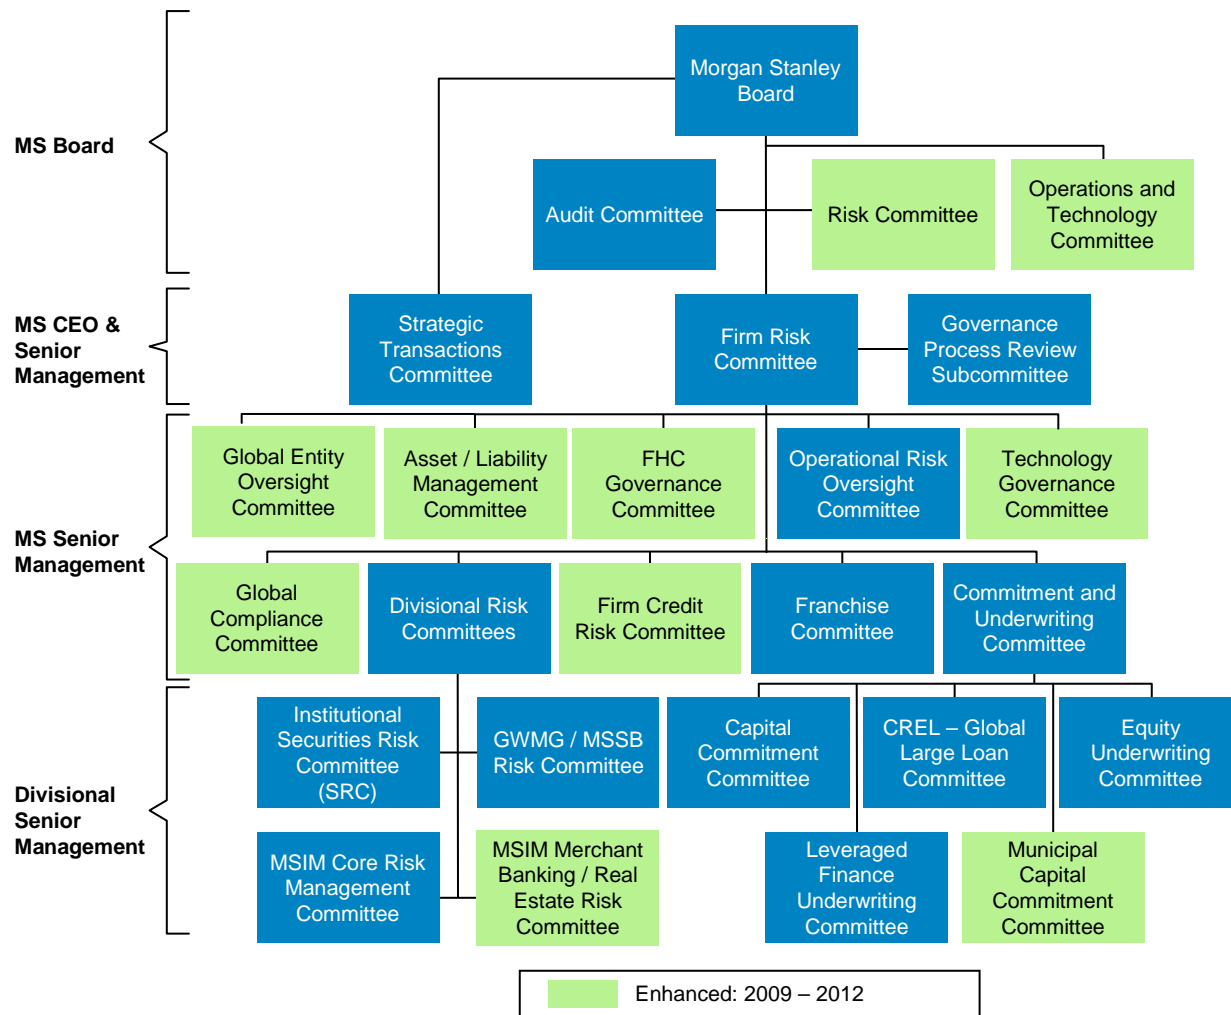 Morgan Stanley
Board
MS Board
Audit Committee
Risk Committee
Operations and
Technology
Committee
MS CEO &
Senior
Management
Strategic
Transactions
Committee
Firm Risk
Committee
Governance
Process Review
Subcommittee
MS Senior
Management
Global Entity
Oversight
Committee
Asset / Liability
Management
Committee
FHC
Governance
Committee
Operational Risk
Oversight
Committee
Technology
Governance
Committee
Global
Compliance
Committee
Divisional Risk
Committees
Firm Credit
Risk Committee
Franchise
Committee
Commitment and
Underwriting
Committee
Divisional
Senior
Management
Institutional
Securities Risk
Committee
(SRC)
GWMG / MSSB
Risk Committee
Capital
Commitment
Committee
CREL – Global
Large Loan
Committee
Equity
Underwriting
Committee
MSIM Core Risk
Management
Committee
MSIM Merchant
Banking / Real
Estate Risk
Committee
Leveraged
Finance
Underwriting
Committee
Municipal
Capital
Commitment
Committee
Enhanced: 2009 – 2012